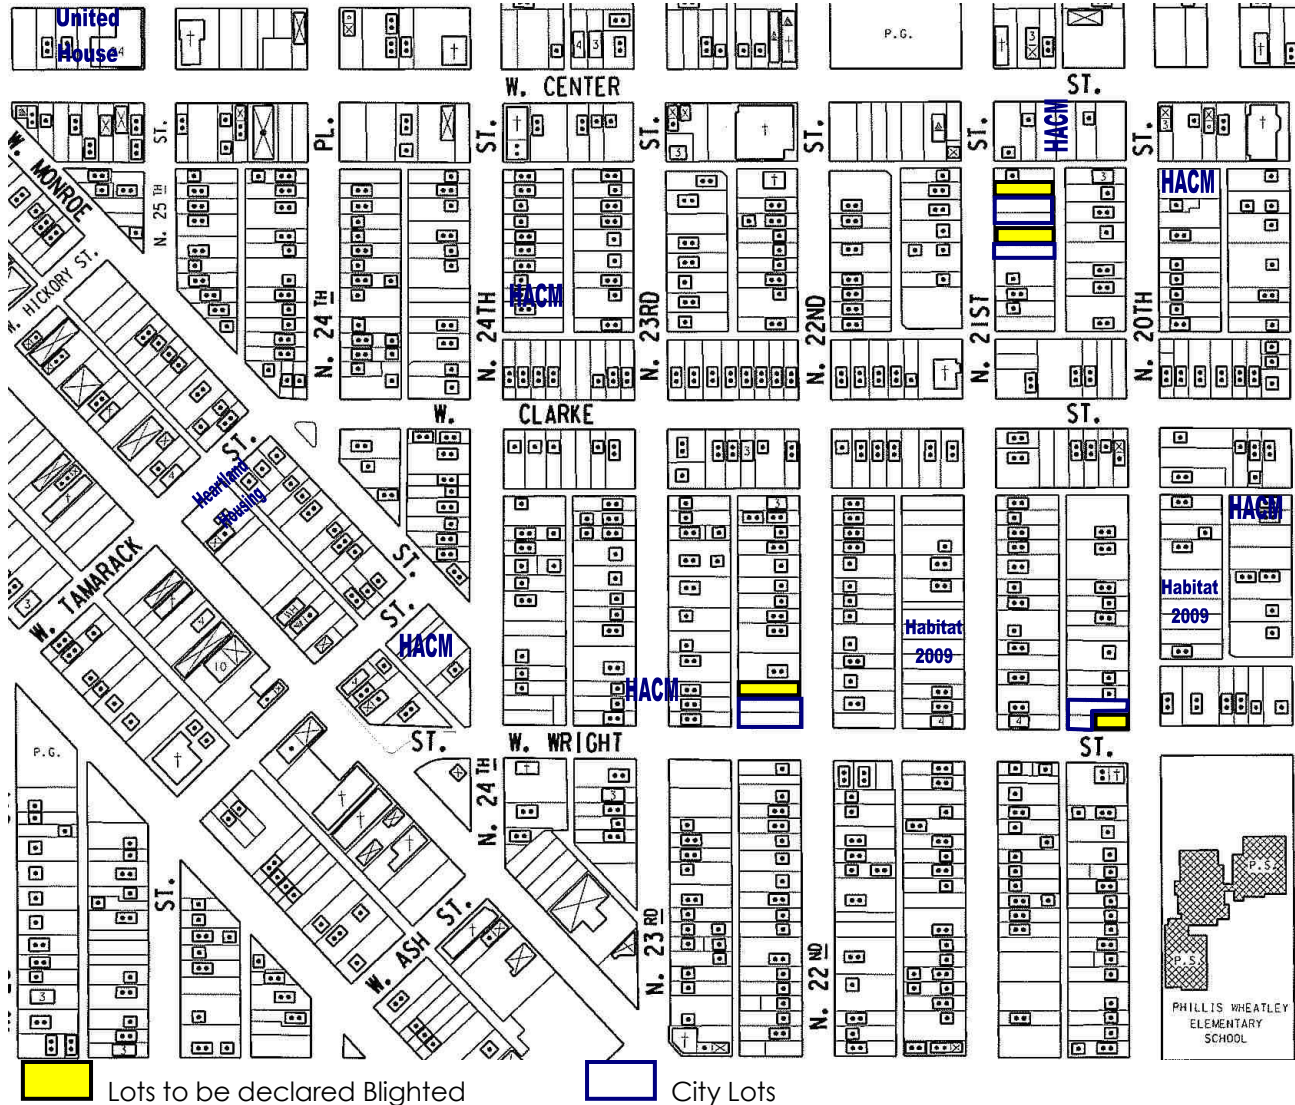 United
House
P.G.
W. CENTER
ST.
HACM
ST.
PL.
ST.
ST.
ST.
ST.
ST.
W. MONROE
N. 25TH
HACM
W. HICKORY ST.
HACM
N. 24TH
N. 24TH
N. 23RD
N. 22ND
N. 21ST
N. 20TH
W. CLARKE
ST.
ST.
Heartland
Housing
HACM
W. TAMARACK
ST.
Habitat
2009
Habitat
2009
ST.
HACM
HACM
ST.
W. WRIGHT
ST.
P.G.
N. 24TH
10
P.S.
ST.
W. ASH
ST.
N. 23RD
N. 22ND
P.S.
PHILLIS WHEATLEY
ELEMENTARY
SCHOOL
Lots to be declared Blighted
City Lots